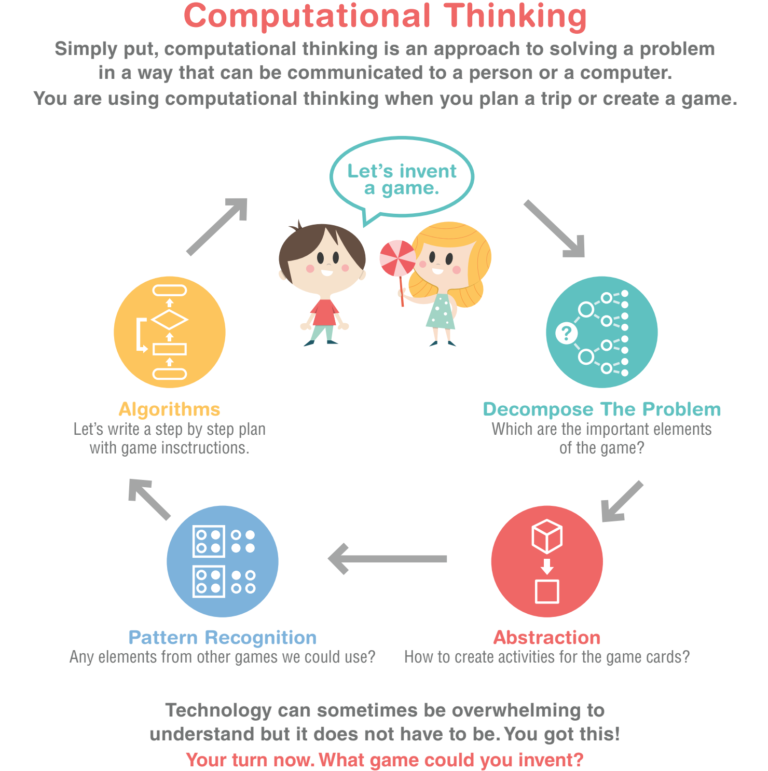 Computational Thinking
Simply put, computational thinking is an approach to solving a problem
in a way that can be communicated to a person or a computer.
You are using computational thinking when you plan a trip or create a game.
Let's invent
a game.
?
Decompose The Problem
Which are the important elements
of the game?
Abstraction
How to create activities for the game cards?
Pattern Recognition
Any elements from other games we could use?
Algorithms
Let's write a step by step plan
with game insctructions.
Technology can sometimes be overwhelming to
understand but it does not have to be. You got this!
Your turn now. What game could you invent?